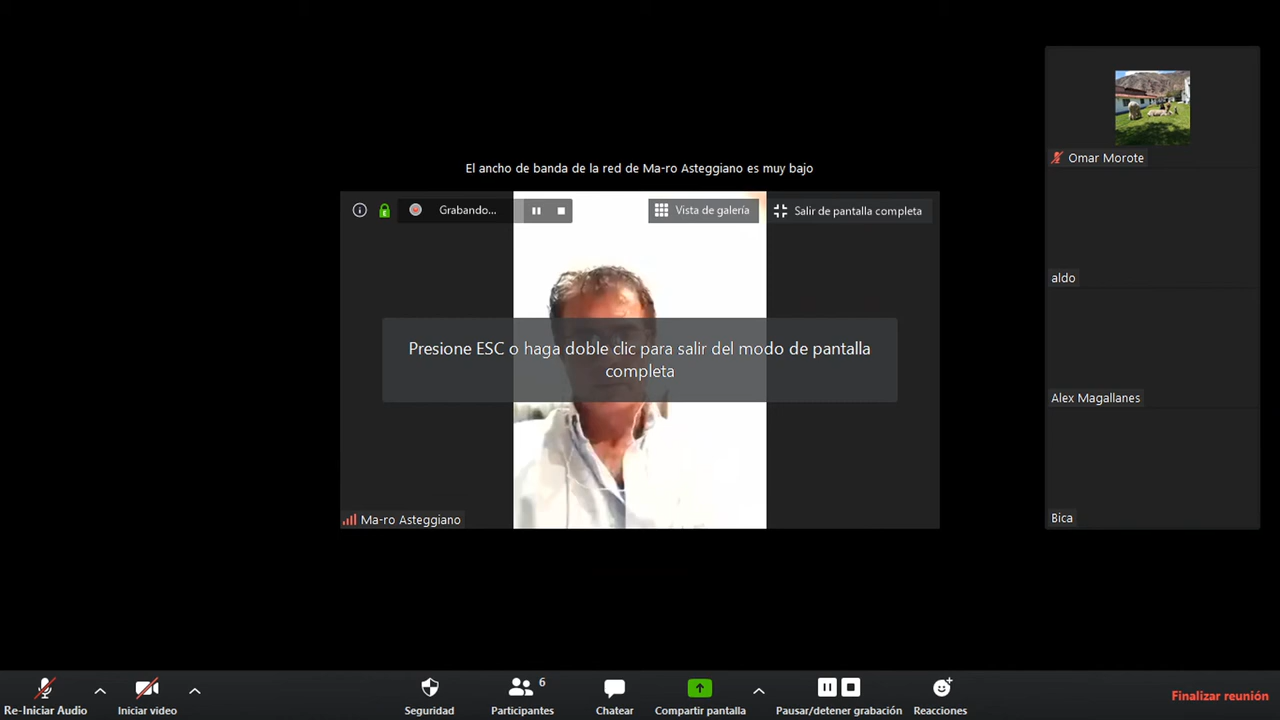 El ancho de banda de la red de Ma-ro Asteggiano es muy bajo
Grabando...
Vista de galería
Salir de pantalla completa
Presione ESC o haga doble clic para salir del modo de pantalla
completa
Ma-ro Asteggiano
Omar Morote
aldo
Alex Magallanes
Bica
Re-Iniciar Audio
Iniciar video
Seguridad
Participantes
6
Chatear
Compartir pantalla
Pausar/detener grabación
Reacciones
Finalizar reunión